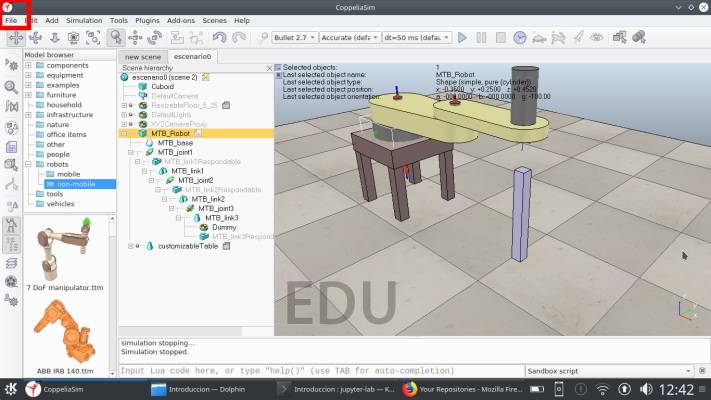 CoppeliaSim
File Edit Add Simulation Tools Plugins Add-ons Scenes Help
Bullet 2.7 Accurate (defa dt=50 ms (defa
Model browser
components
equipment
examples
furniture
household
infrastructure
nature
office items
other
people
robots
mobile
non-mobile
tools
vehicles
7 DoF manipulator.ttm
ABB IRB 140.ttm
new scene escenario0
Scene hierarchy
escenario0 (scene 2)
Cuboid
DefaultCamera
ResizableFloor_5_25
DefaultLights
XYZCameraProxy
MTB_Robot
MTB_base
MTB_joint1
MTB_link1Respondable
MTB_link1
MTB_joint2
MTB_link2Respondable
MTB_link2
MTB_joint3
MTB_link3
Dummy
MTB_link3Respond
customizableTable
Selected objects: 1
Last selected object name: MTB_Robot
Last selected object type: Shape (simple, pure (cylinder))
Last selected object position: x: -0.3500 y: +0.2500 z: +0.4520
Last selected object orientation: a: -000.0000 b: -000.0000 g: -180.00
EDU
simulation stopping...
Simulation stopped.
Input Lua code here, or type "help()" (use TAB for auto-completion)
Sandbox script
CoppeliaSim Introduccion — Dolphin Introduccion : jupyter-lab — K... Your Repositories - Mozilla Fire... 12:42